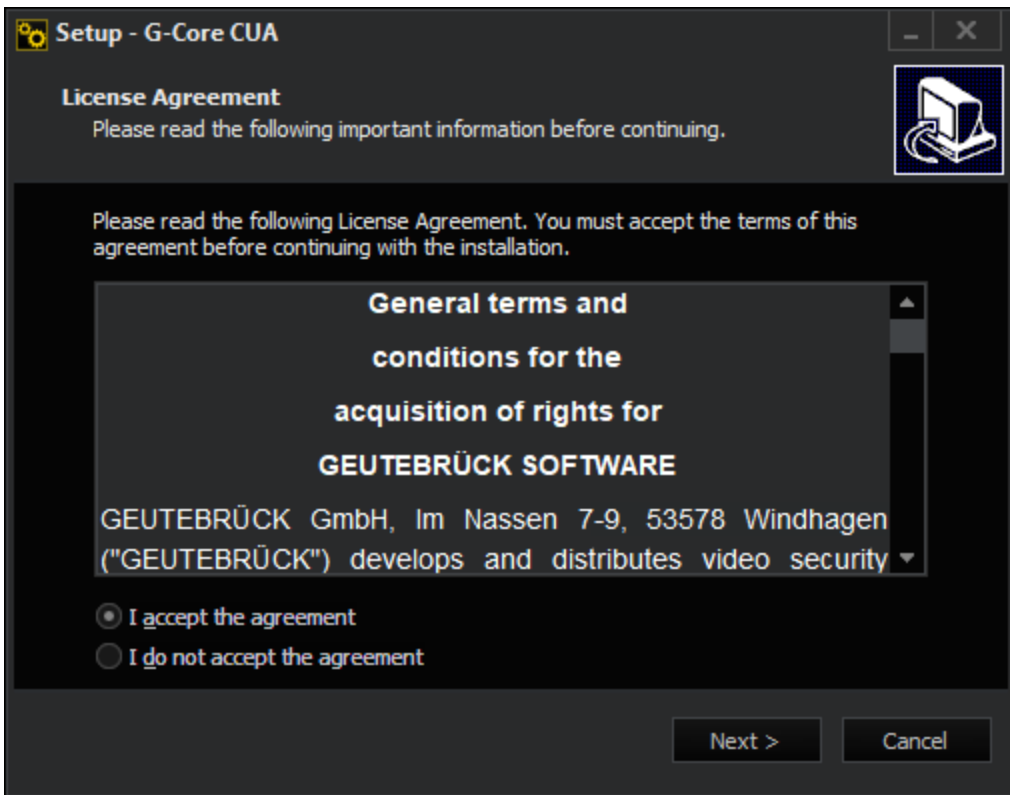 Setup - G-Core CUA
License Agreement
Please read the following important information before continuing.
Please read the following License Agreement. You must accept the terms of this
agreement before continuing with the installation.
General terms and
conditions for the
acquisition of rights for
GEUTEBRÜCK SOFTWARE
GEUTEBRÜCK GmbH, Im Nassen 7-9, 53578 Windhagen
("GEUTEBRÜCK") develops and distributes video security
I accept the agreement
I do not accept the agreement
Next >
Cancel